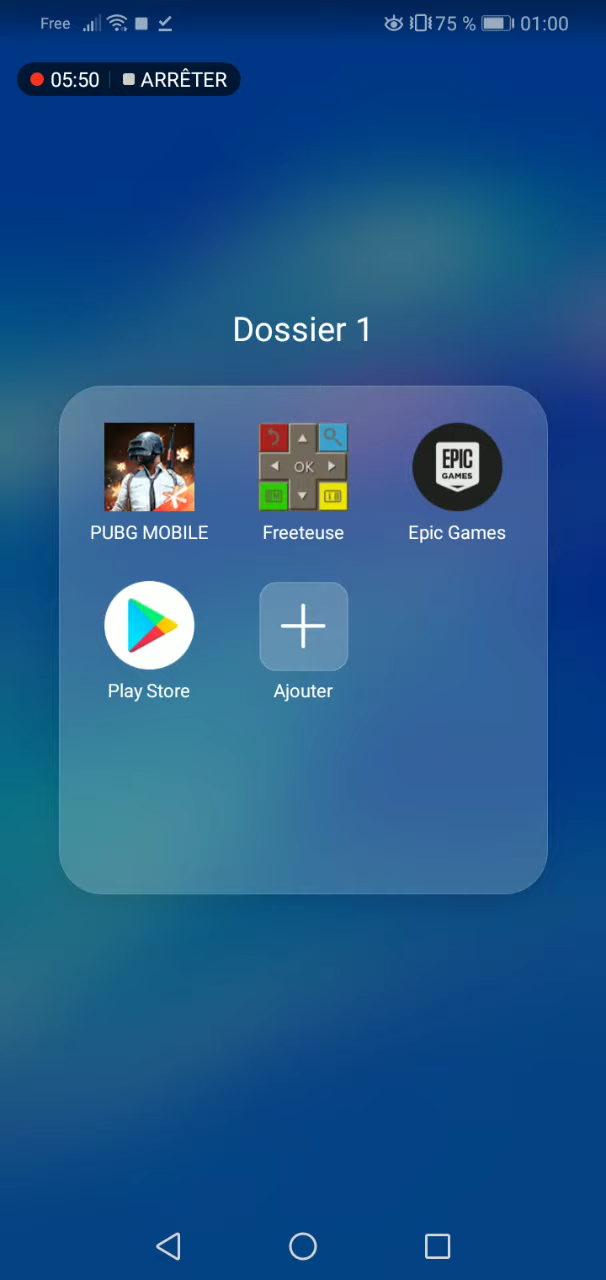 Free 75 % 01:00
05:50 ARRÊTER
Dossier 1
OK
EPIC
GAMES
PUBG MOBILE Freeteuse Epic Games
Play Store Ajouter